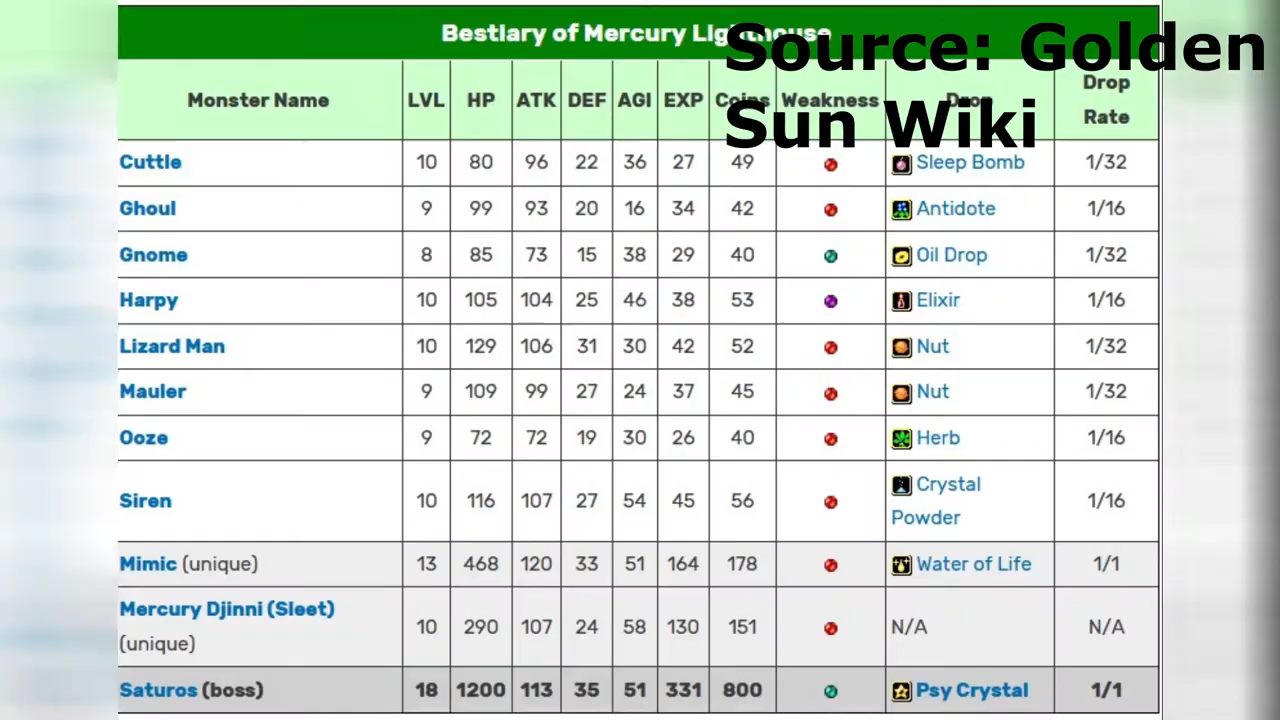 Bestiary of Mercury Lighthouse
Source: Golden
Sun Wiki
Monster Name LVL HP ATK DEF AGI EXP Coins Weakness Drop Drop Rate
Cuttle 10 80 96 22 36 27 49 Sleep Bomb 1/32
Ghoul 9 99 93 20 16 34 42 Antidote 1/16
Gnome 8 85 73 15 38 29 40 Oil Drop 1/32
Harpy 10 105 104 25 46 38 53 Elixir 1/16
Lizard Man 10 129 106 31 30 42 52 Nut 1/32
Mauler 9 109 99 27 24 37 45 Nut 1/32
Ooze 9 72 72 19 30 26 40 Herb 1/16
Siren 10 116 107 27 54 45 56 Crystal Powder 1/16
Mimic (unique) 13 468 120 33 51 164 178 Water of Life 1/1
Mercury Djinni (Sleet) (unique) 10 290 107 24 58 130 151 N/A N/A
Saturos (boss) 18 1200 113 35 51 331 800 Psy Crystal 1/1